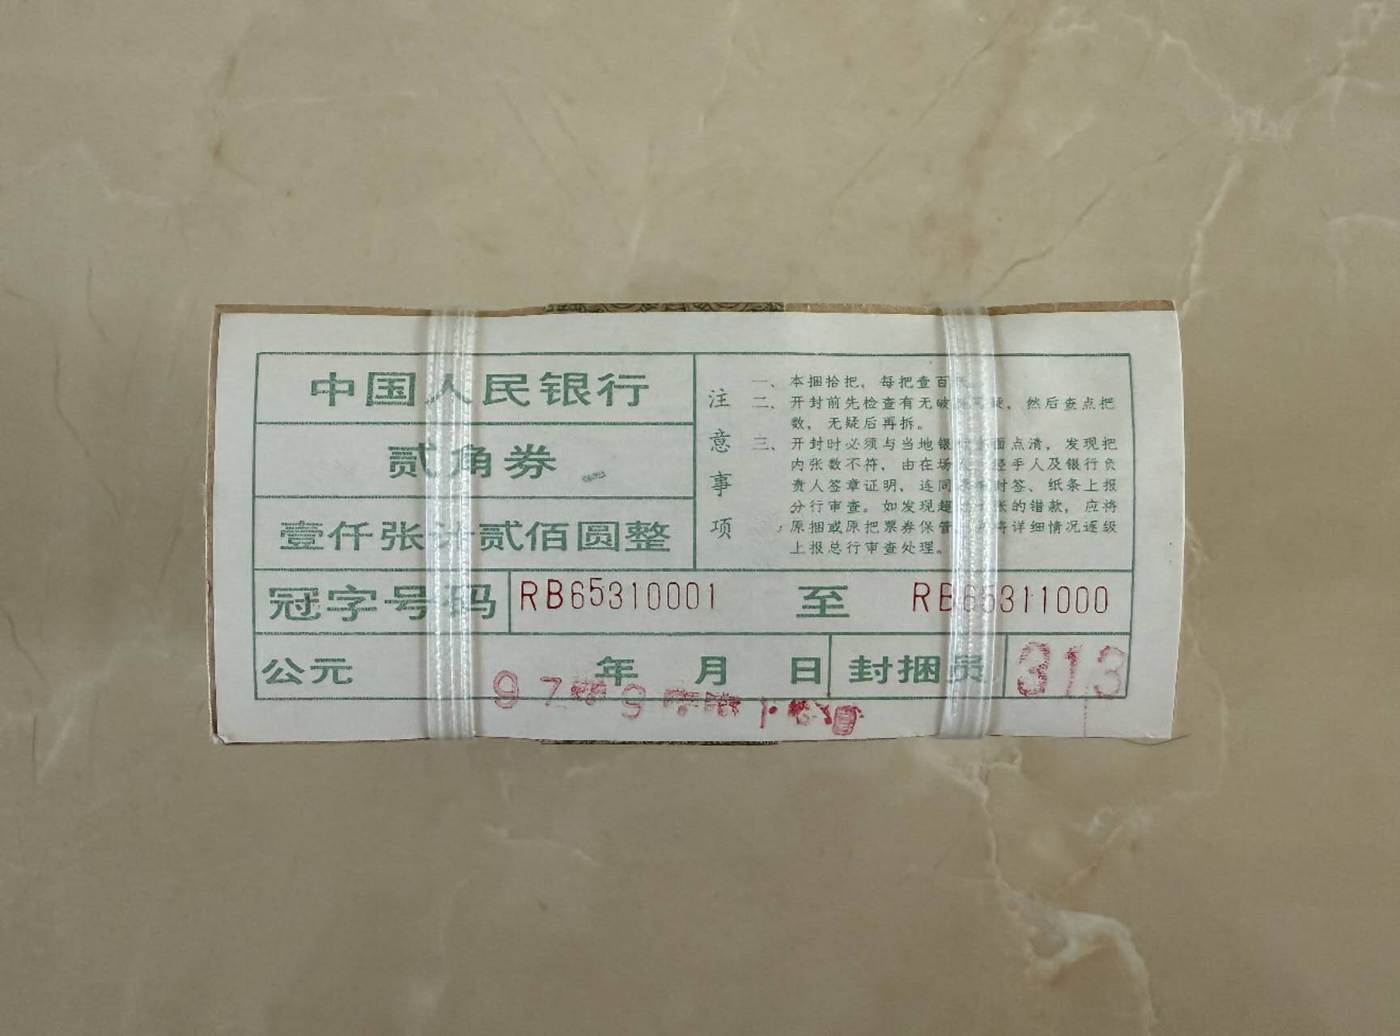 中国人民银行
贰角券
壹仟张计贰佰圆整
注意事项
一、本捆拾把，每把壹百
二、开封前先检查有无破 疑，然后查点把
数，无疑后再拆。
三、开封时必须与当地银 面点清，发现把
内张数不符，由在场 经手人及银行负
责人签章证明，连同 封签、纸条上报
分行审查。如发现超 张的错款，应将
原捆或原把票券保管 将详细情况逐级
上报总行审查处理。
冠字号码 RB65310001 至 RB65311000
公元 年 月 日 封捆员 313
97 9